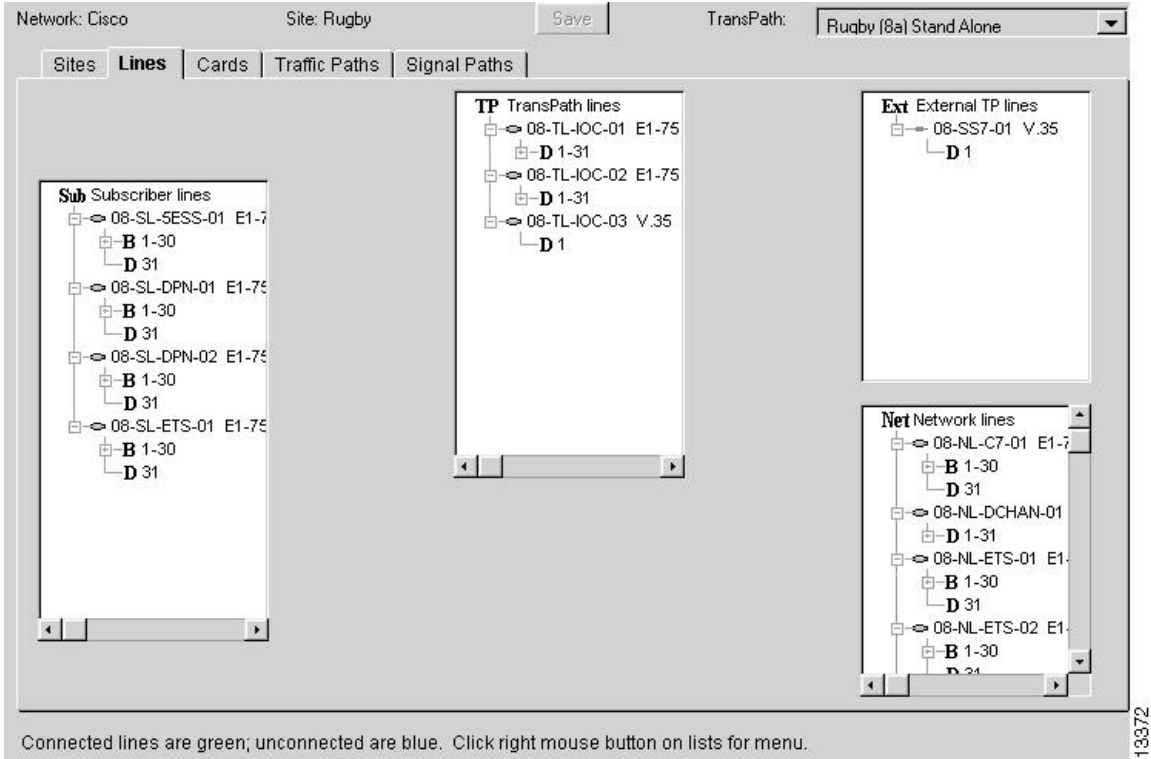 Network: Cisco Site: Rugby Save TransPath: Rugby (8a) Stand Alone
Sites Lines Cards Traffic Paths Signal Paths
Sub Subscriber lines
08-SL-5ESS-01 E1-7
B 1-30
D 31
08-SL-DPN-01 E1-75
B 1-30
D 31
08-SL-DPN-02 E1-75
B 1-30
D 31
08-SL-ETS-01 E1-75
B 1-30
D 31
TP TransPath lines
08-TL-IOC-01 E1-75
D 1-31
08-TL-IOC-02 E1-75
D 1-31
08-TL-IOC-03 V.35
D 1
Ext External TP lines
08-SS7-01 V.35
D 1
Net Network lines
08-NL-C7-01 E1-7
B 1-30
D 31
08-NL-DCHAN-01
D 1-31
08-NL-ETS-01 E1-
B 1-30
D 31
08-NL-ETS-02 E1-
B 1-30
D 31
Connected lines are green; unconnected are blue. Click right mouse button on lists for menu.
13372